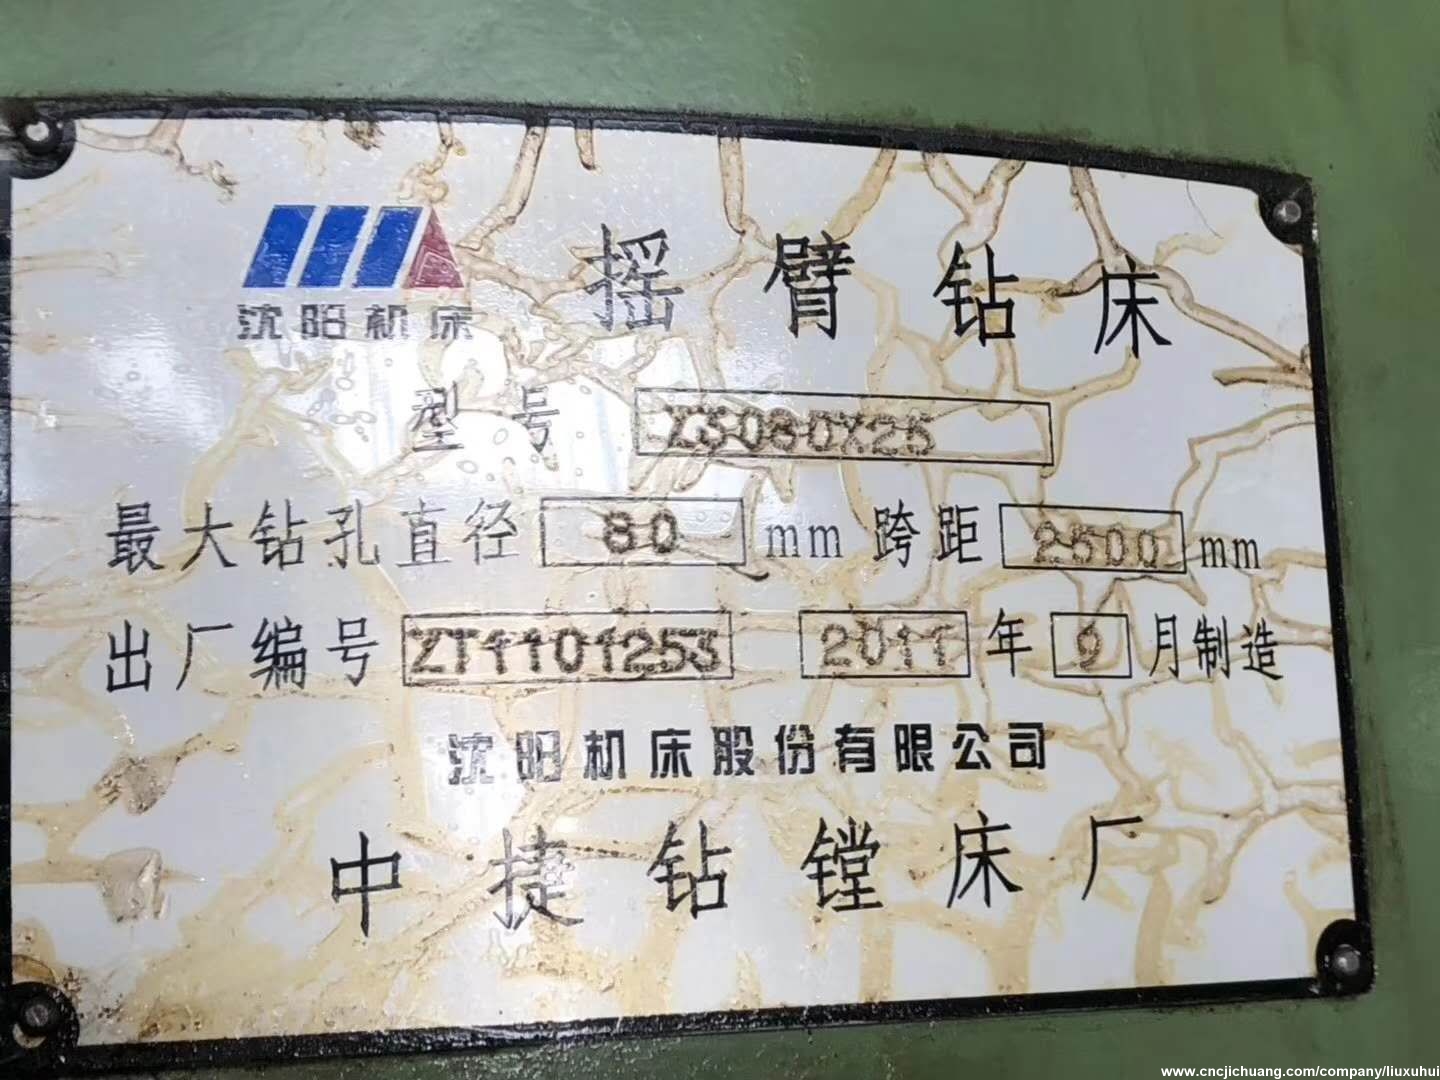 沈阳机床
摇臂钻床
型号 Z3080X25
最大钻孔直径 80 mm 跨距 2500 mm
出厂编号 ZT1101253 2011 年 9 月制造
沈阳机床股份有限公司
中捷钻镗床厂
www.cncjichuang.com/company/liuxuhui